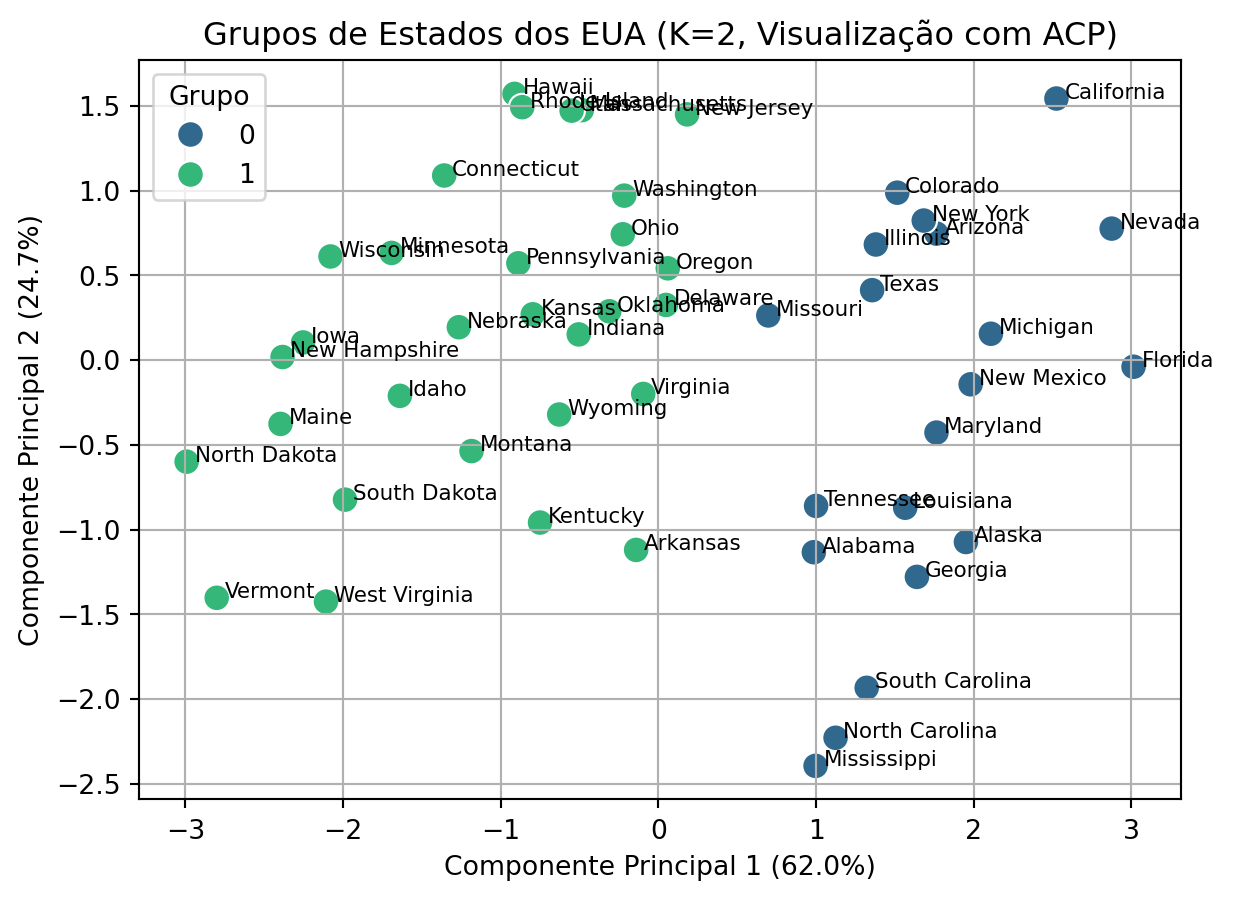 Grupos de Estados dos EUA (K=2, Visualização com ACP)
Grupo
0
1
Componente Principal 2 (24.7%)
1.5
1.0
0.5
0.0
−0.5
−1.0
−1.5
−2.0
−2.5
Hawaii
Rhode Island
Utah
Massachusetts
New Jersey
California
Connecticut
Washington
Colorado
New York
Arizona
Nevada
Ohio
Illinois
Wisconsin
Minnesota
Pennsylvania
Oregon
Texas
Kansas
Oklahoma
Delaware
Missouri
Nebraska
Indiana
Michigan
Iowa
New Hampshire
Florida
Idaho
Virginia
New Mexico
Wyoming
Maine
Maryland
Montana
North Dakota
South Dakota
Tennessee
Louisiana
Kentucky
Arkansas
Alabama
Alaska
Georgia
Vermont
West Virginia
South Carolina
North Carolina
Mississippi
−3
−2
−1
0
1
2
3
Componente Principal 1 (62.0%)